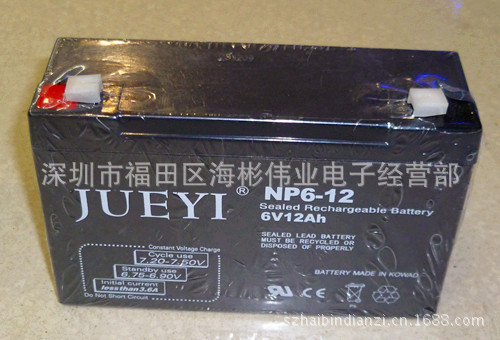 深圳市福田区海彬伟业电子经营部
JUEYI®
NP6-12
Sealed Rechargeable Battery
6V12Ah
SEALED LEAD BATTERY
MUST BE RECYCLED OR
DISPOSED OF PROPERLY
Constant Voltage Charge
Cycle use
7.20-7.50V
Standby use
6.75-6.90V
Initial current
less than 3.6A
Do Not Short Circuit
BATTERY MADE IN KOWAD
szhaibindianzi.cn.1688.com